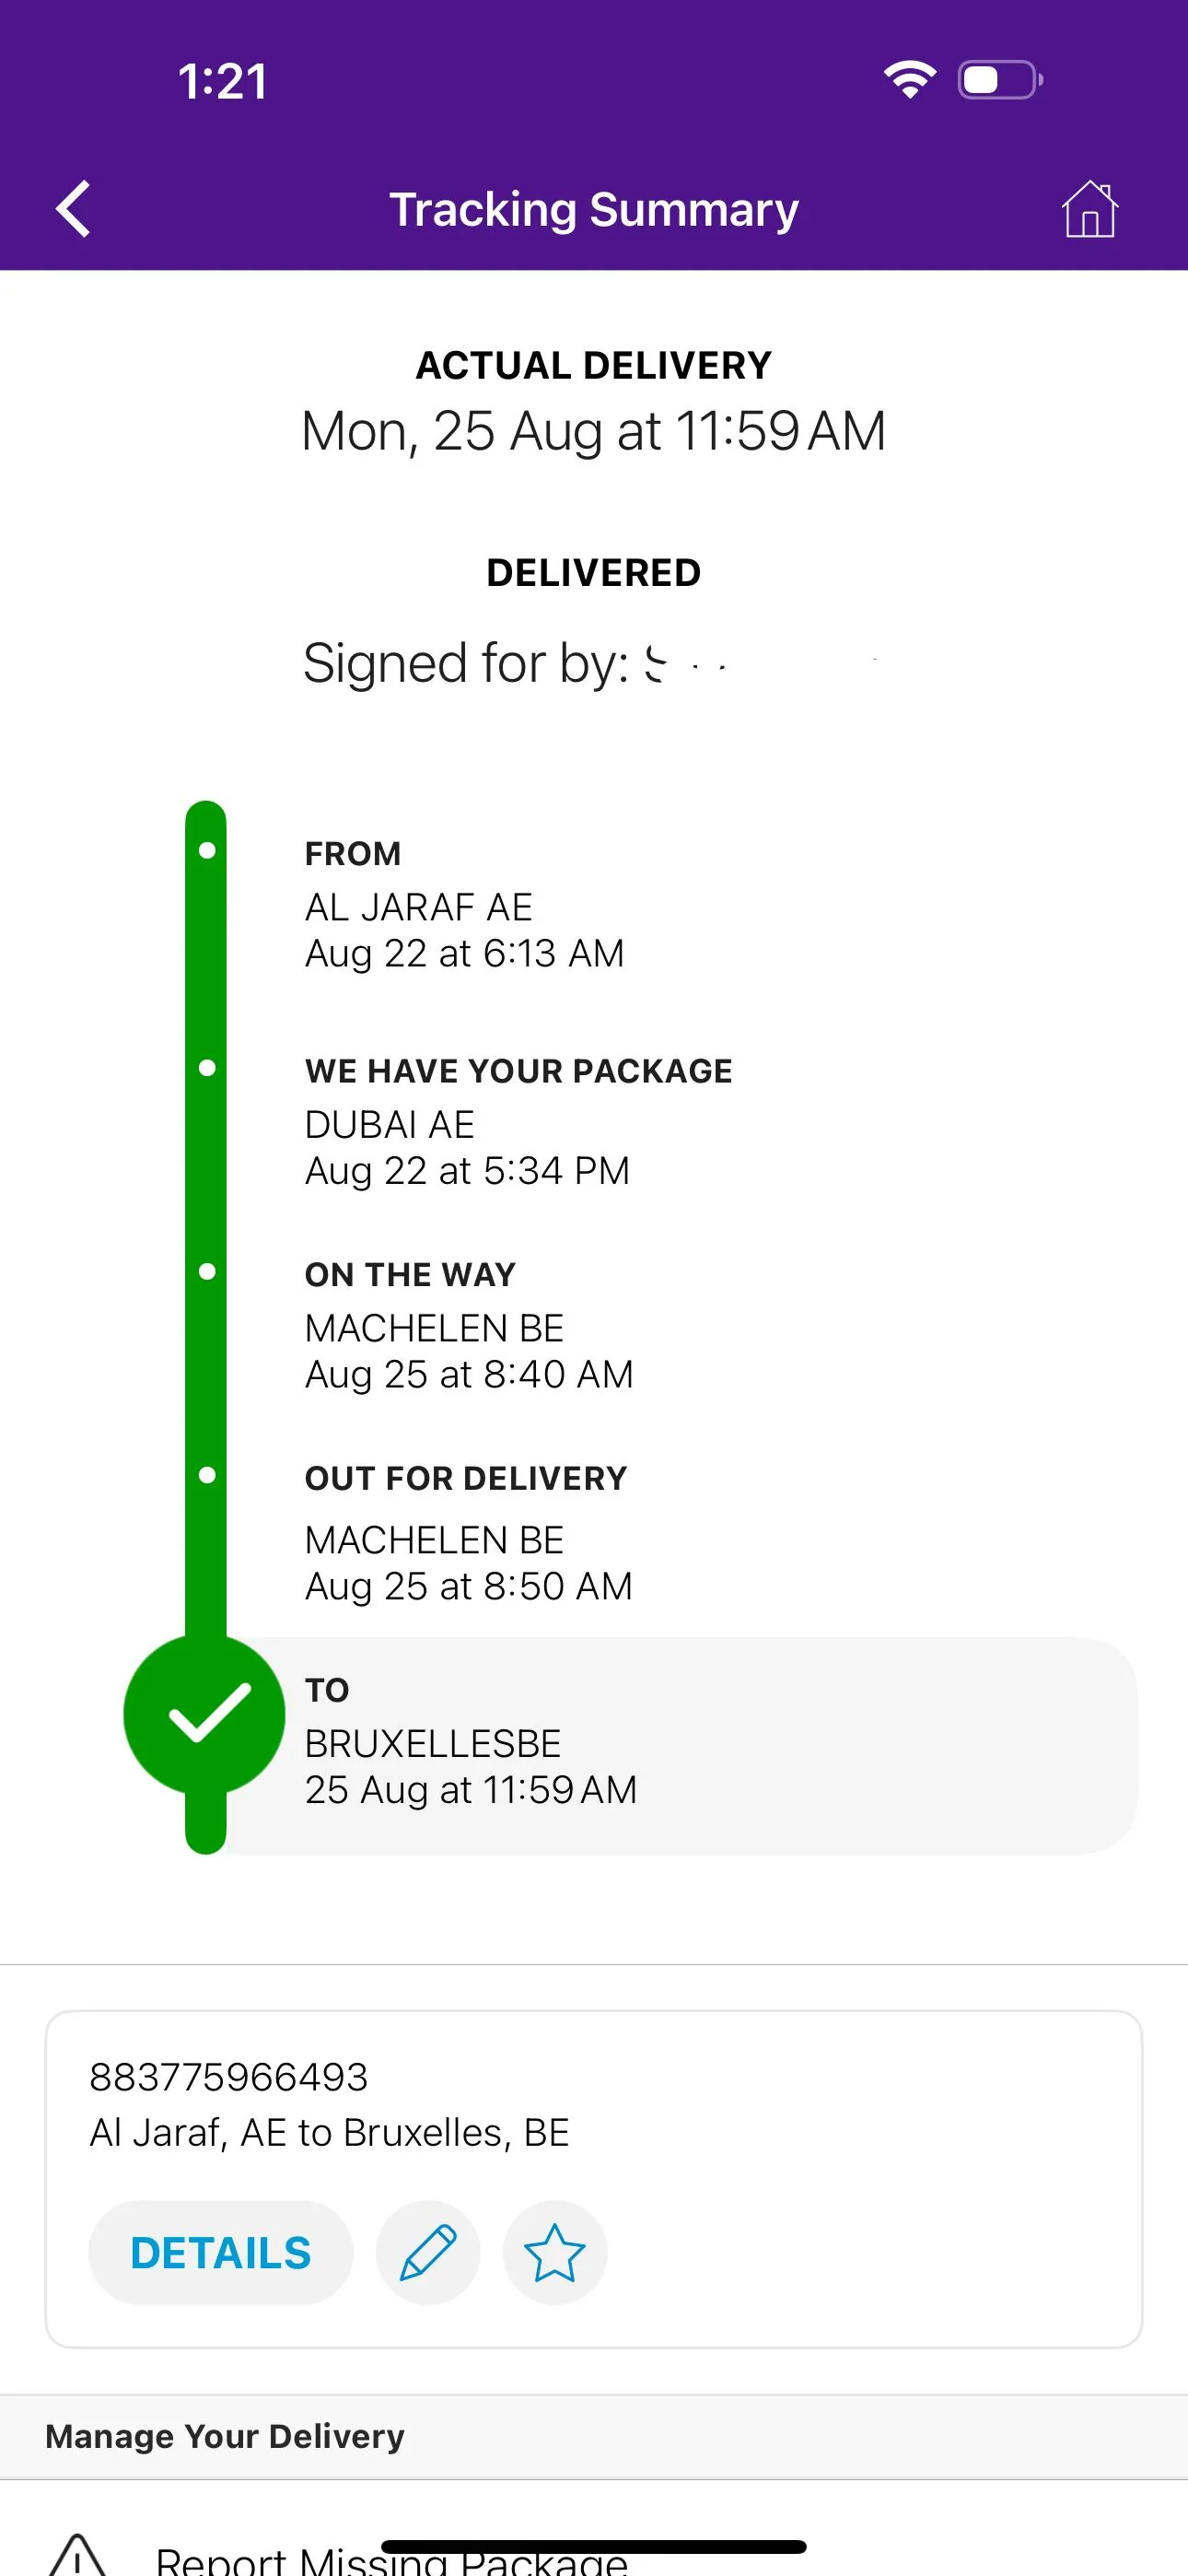 1:21
Tracking Summary
ACTUAL DELIVERY
Mon, 25 Aug at 11:59 AM
DELIVERED
Signed for by:
FROM
AL JARAF AE
Aug 22 at 6:13 AM
WE HAVE YOUR PACKAGE
DUBAI AE
Aug 22 at 5:34 PM
ON THE WAY
MACHELEN BE
Aug 25 at 8:40 AM
OUT FOR DELIVERY
MACHELEN BE
Aug 25 at 8:50 AM
TO
BRUXELLESBE
25 Aug at 11:59 AM
883775966493
Al Jaraf, AE to Bruxelles, BE
DETAILS
Manage Your Delivery
Report Missing Package